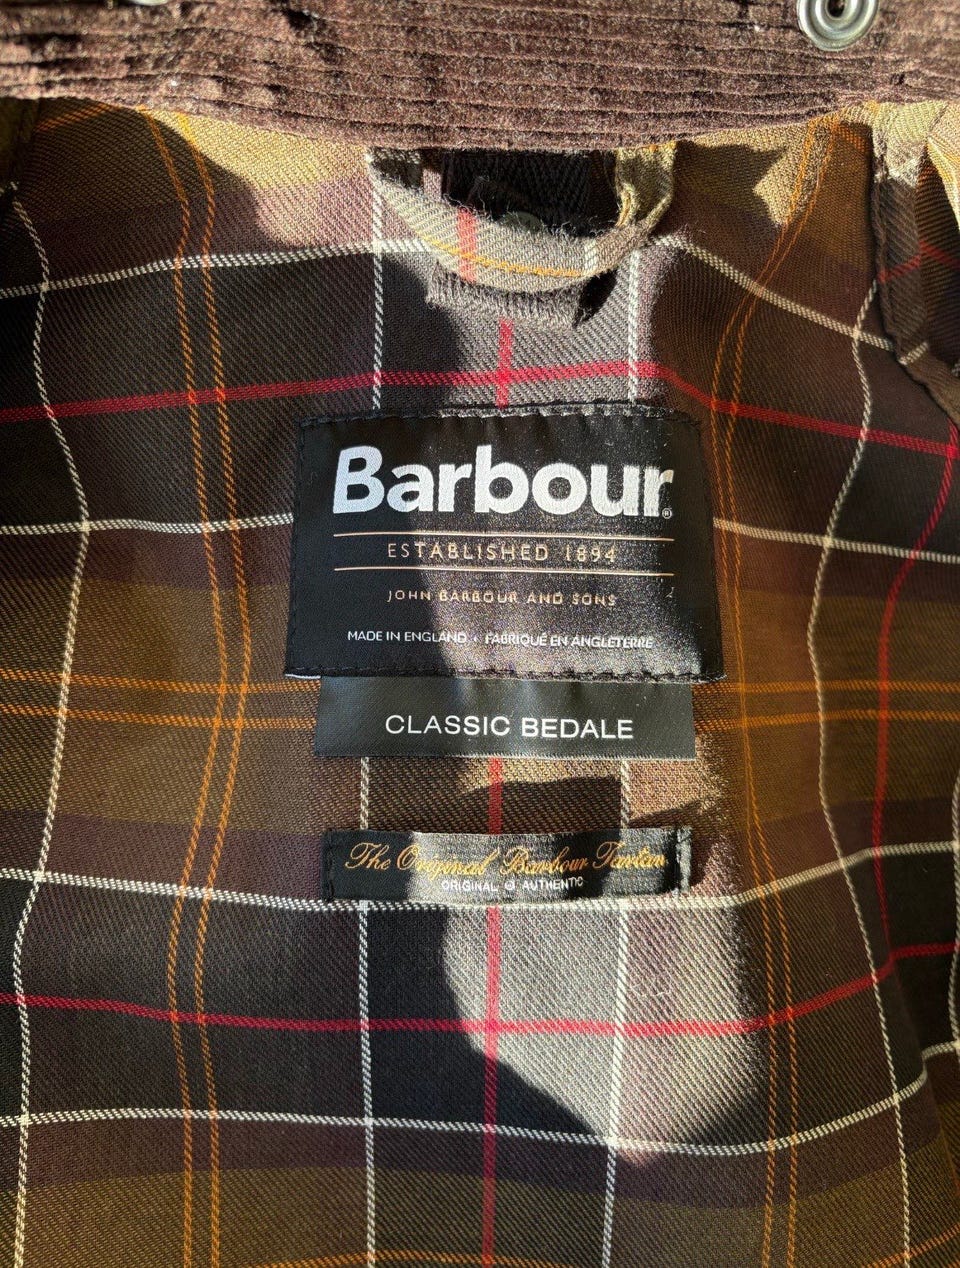 Barbour®
ESTABLISHED 1894
JOHN BARBOUR AND SONS
MADE IN ENGLAND • FABRIQUÉ EN ANGLETERRE
CLASSIC BEDALE
The Original Barbour Tartan
ORIGINAL & AUTHENTIC